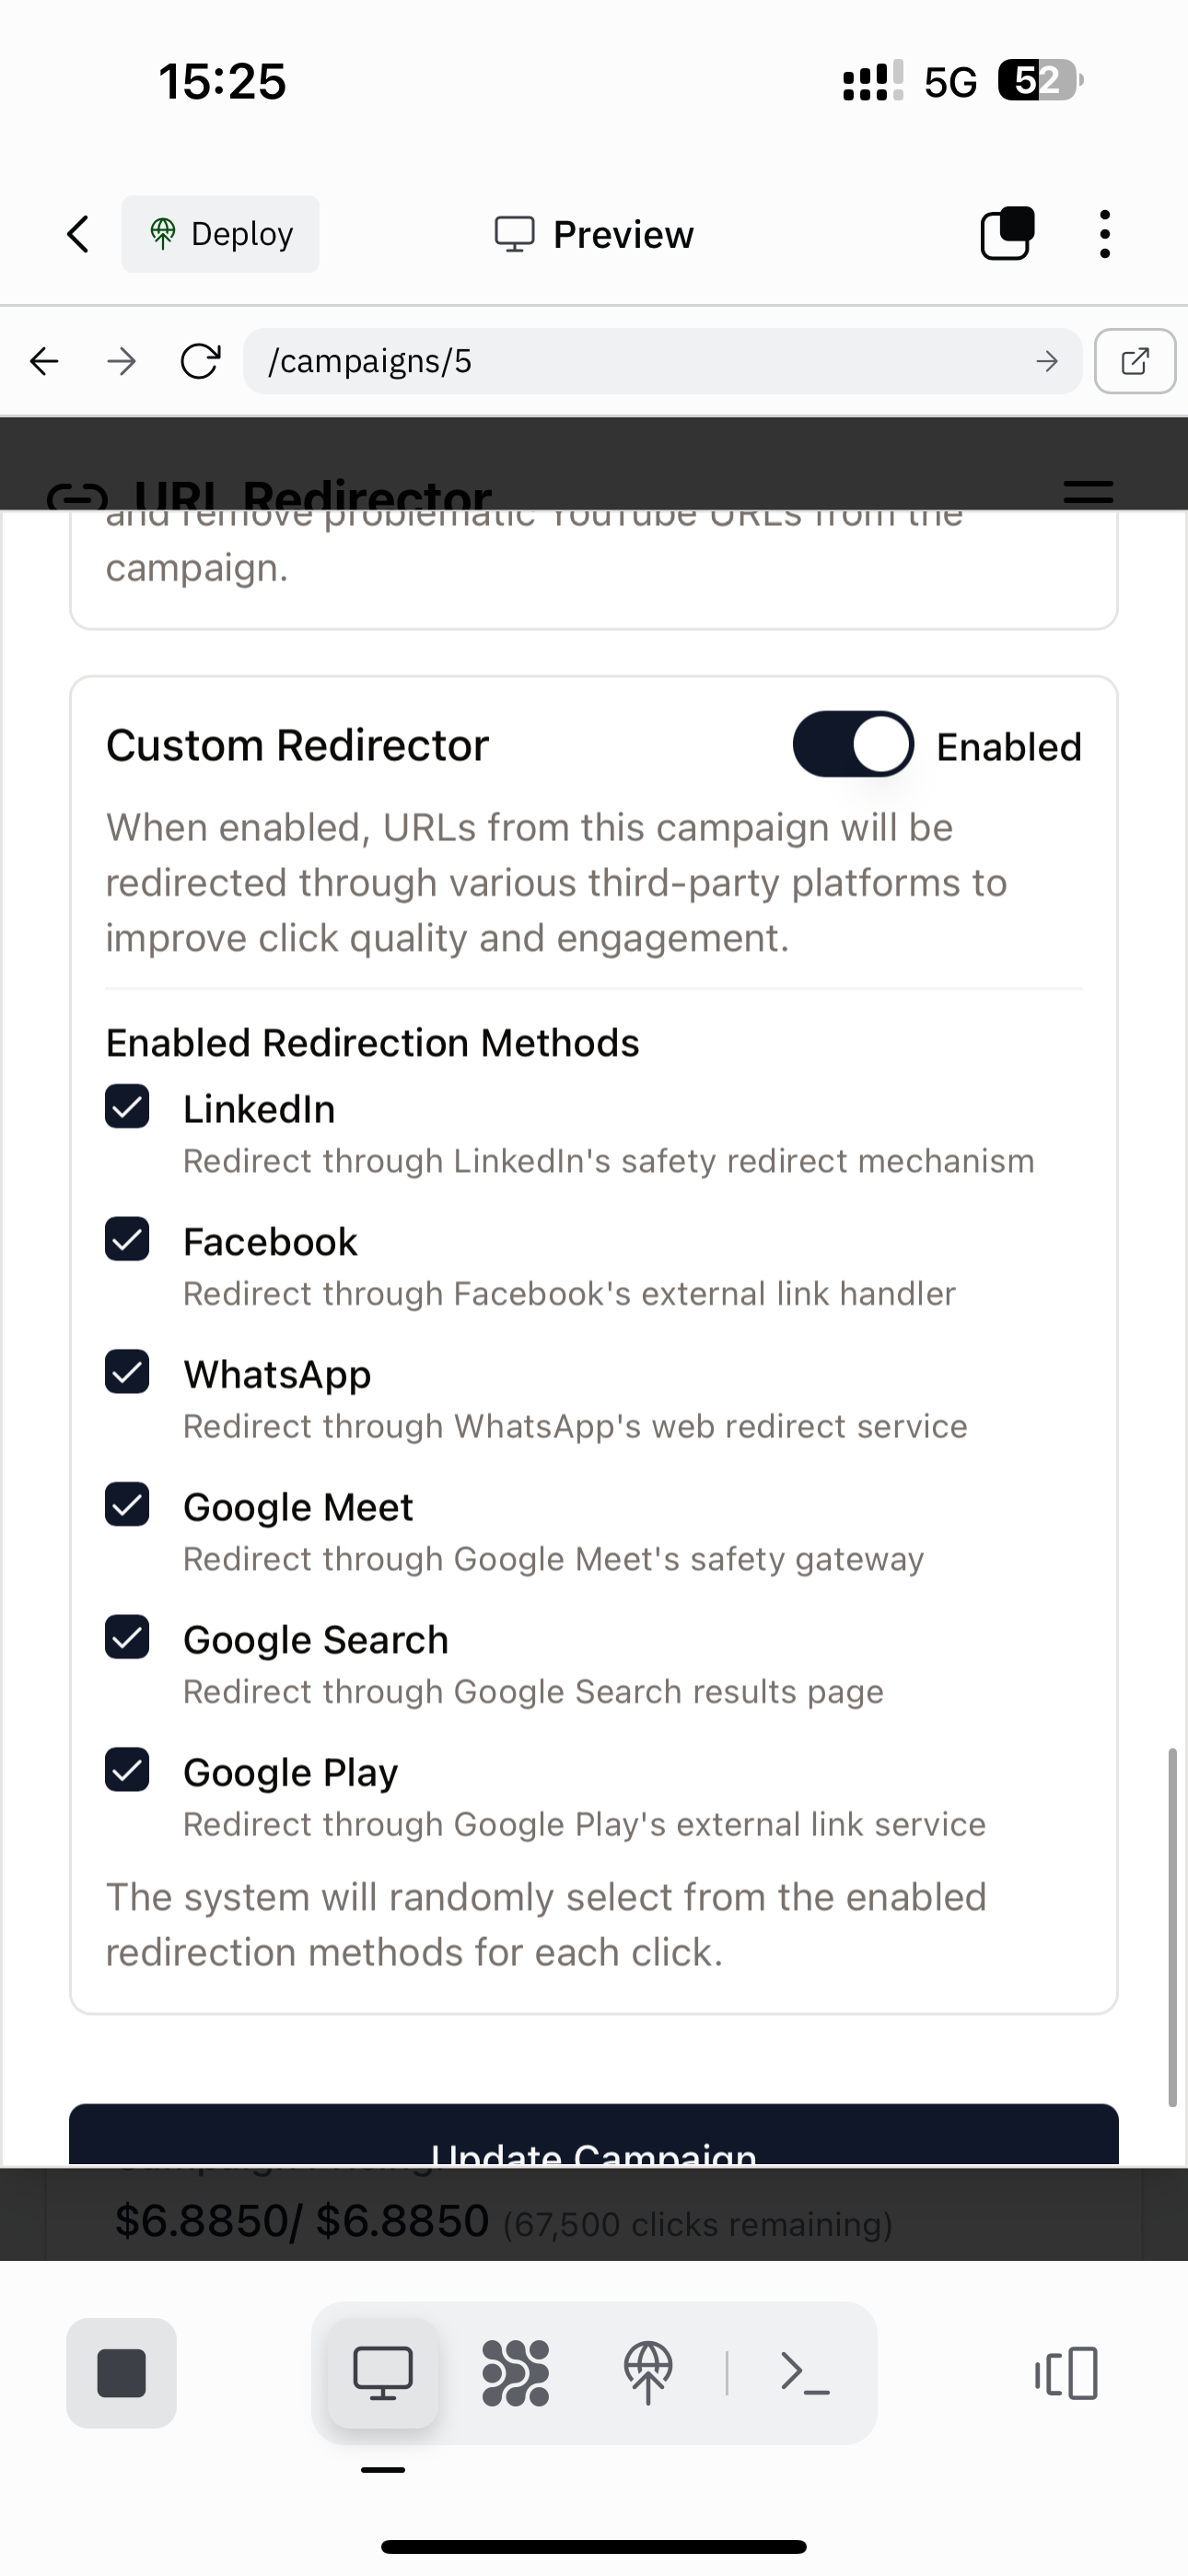 15:25
5G
52
Deploy
Preview
/campaigns/5
URL Redirector
and remove problematic YouTube URLs from the
campaign.
Custom Redirector
Enabled
When enabled, URLs from this campaign will be
redirected through various third-party platforms to
improve click quality and engagement.
Enabled Redirection Methods
LinkedIn
Redirect through LinkedIn's safety redirect mechanism
Facebook
Redirect through Facebook's external link handler
WhatsApp
Redirect through WhatsApp's web redirect service
Google Meet
Redirect through Google Meet's safety gateway
Google Search
Redirect through Google Search results page
Google Play
Redirect through Google Play's external link service
The system will randomly select from the enabled
redirection methods for each click.
Update Campaign
$6.8850/ $6.8850 (67,500 clicks remaining)